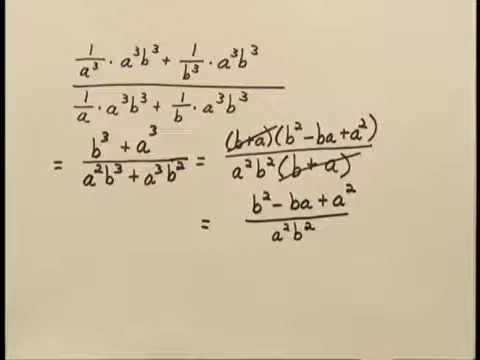 (1/a³ · a³b³ + 1/b³ · a³b³) / (1/a · a³b³ + 1/b · a³b³)
= (b³ + a³) / (a²b³ + a³b²) = ((b+a)(b² - ba + a²)) / (a²b²(b + a))
= (b² - ba + a²) / (a²b²)